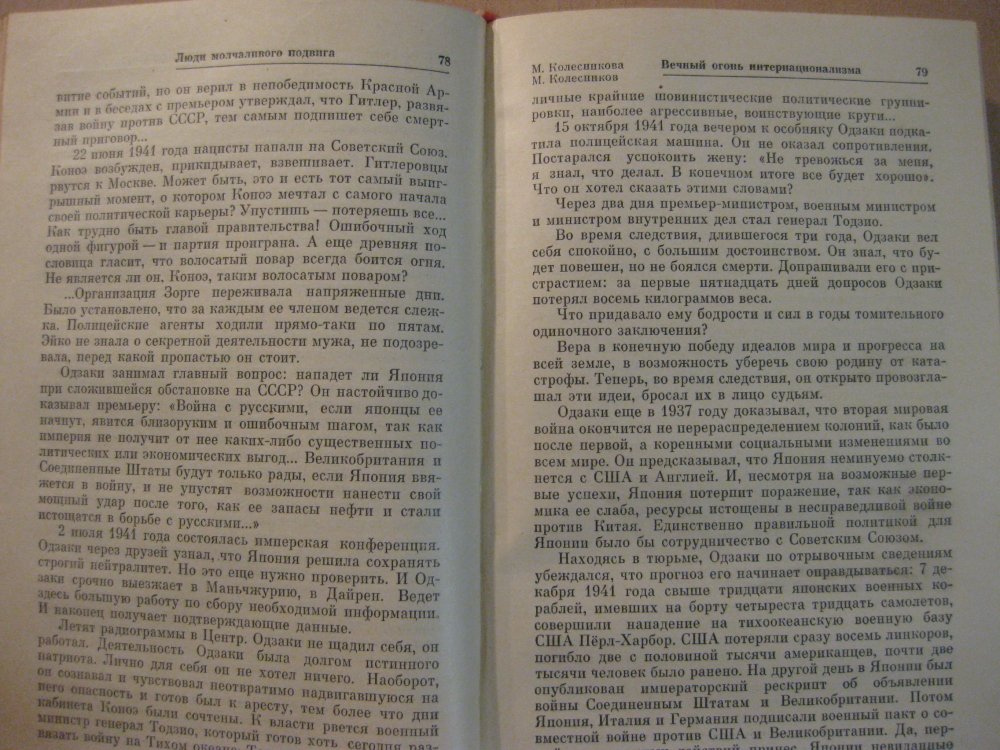 Люди молчаливого подвига
78
витие событий, но он верил в непобедимость Красной Ар-
мии и в беседах с премьером утверждал, что Гитлер, развя-
зав войну против СССР, тем самым подпишет себе смерт-
ный приговор...
22 июня 1941 года нацисты напали на Советский Союз.
Коноэ возбужден, прикидывает, взвешивает. Гитлеровцы
рвутся к Москве. Может быть, это и есть тот самый выиг-
рышный момент, о котором Коноэ мечтал с самого начала
своей политической карьеры? Упустишь — потеряешь все...
Как трудно быть главой правительства! Ошибочный ход
одной фигурой — и партия проиграна. А еще древняя по-
словица гласит, что волосатый повар всегда боится огня.
Не является ли он, Коноэ, таким волосатым поваром?
...Организация Зорге переживала напряженные дни.
Было установлено, что за каждым ее членом ведется слеж-
ка. Полицейские агенты ходили прямо-таки по пятам.
Эйко не знала о секретной деятельности мужа, не подозре-
вала, перед какой пропастью он стоит.
Одзаки занимал главный вопрос: нападет ли Япония
при сложившейся обстановке на СССР? Он настойчиво до-
казывал премьеру: «Война с русскими, если японцы ее
начнут, явится близоруким и ошибочным шагом, так как
империя не получит от нее каких-либо существенных по-
литических или экономических выгод... Великобритания и
Соединенные Штаты будут только рады, если Япония ввя-
жется в войну, и не упустят возможности нанести свой
мощный удар после того, как ее запасы нефти и стали
истощатся в борьбе с русскими...»
2 июля 1941 года состоялась имперская конференция.
Одзаки через друзей узнал, что Япония решила сохранять
строгий нейтралитет. Но это еще нужно проверить. И Од-
заки срочно выезжает в Маньчжурию, в Дайрен. Ведет
здесь большую работу по сбору необходимой информации.
И наконец получает подтверждающие данные.
Летят радиограммы в Центр. Одзаки не щадил себя, он
работал. Деятельность Одзаки была долгом истинного
патриота. Лично для себя он не хотел ничего. Наоборот,
он сознавал и чувствовал неотвратимо надвигавшуюся на
него опасность и готов был к аресту, тем более что дни
кабинета Коноэ были сочтены. К власти рвется военный
министр генерал Тодзио, который готов хоть сегодня раз-
вязать войну на Тихом
М. Колесникова
М. Колесников
Вечный огонь интернационализма
79
личные крайние шовинистические политические группи-
ровки, наиболее агрессивные, воинствующие круги...
15 октября 1941 года вечером к особняку Одзаки подка-
тила полицейская машина. Он не оказал сопротивления.
Постарался успокоить жену: «Не тревожься за меня,
я знал, что делал. В конечном итоге все будет хорошо».
Что он хотел сказать этими словами?
Через два дня премьер-министром, военным министром
и министром внутренних дел стал генерал Тодзио.
Во время следствия, длившегося три года, Одзаки вел
себя спокойно, с большим достоинством. Он знал, что бу-
дет повешен, но не боялся смерти. Допрашивали его с при-
страстием: за первые пятнадцать дней допросов Одзаки
потерял восемь килограммов веса.
Что придавало ему бодрости и сил в годы томительного
одиночного заключения?
Вера в конечную победу идеалов мира и прогресса на
всей земле, в возможность уберечь свою родину от ката-
строфы. Теперь, во время следствия, он открыто возгла-
шал эти идеи, бросал их в лицо судьям.
Одзаки еще в 1937 году доказывал, что вторая мировая
война окончится не перераспределением колоний, как было
после первой, а коренными социальными изменениями во
всем мире. Он предсказывал, что Япония неминуемо столк-
нется с США и Англией. И, несмотря на возможные пер-
вые успехи, Япония потерпит поражение, так как эконо-
мика ее слаба, ресурсы истощены в несправедливой войне
против Китая. Единственно правильной политикой для
Японии было бы сотрудничество с Советским Союзом.
Находясь в тюрьме, Одзаки по отрывочным сведениям
убеждался, что прогноз его начинает оправдываться: 7 де-
кабря 1941 года свыше тридцати японских военных ко-
раблей, имевших на борту четыреста тридцать самолетов,
совершили нападение на тихоокеанскую военную базу
США Пёрл-Харбор. США потеряли сразу восемь линкоров,
погибло две с половиной тысячи американцев, почти две
тысячи человек было ранено. На другой день в Японии был
опубликован императорский рескрипт об объявлении
войны Соединенным Штатам и Великобритании. Потом
Япония, Италия и Германия подписали военный пакт о со-
вместной войне против США и Великобритании. Да, пер-